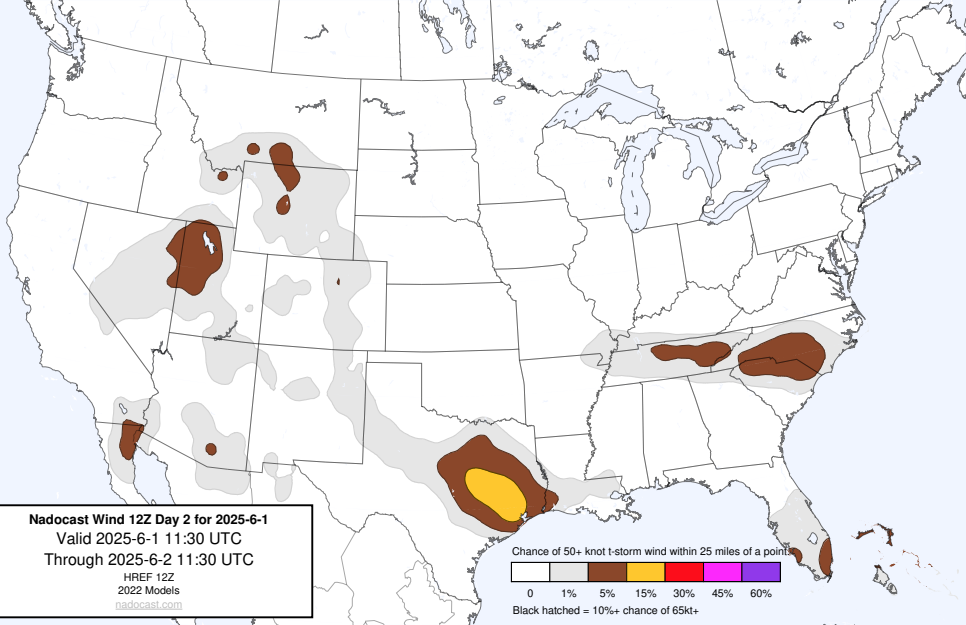 Nadocast Wind 12Z Day 2 for 2025-6-1
Valid 2025-6-1 11:30 UTC
Through 2025-6-2 11:30 UTC
HREF 12Z
2022 Models
nadocast.com
Chance of 50+ knot t-storm wind within 25 miles of a point.
0 1% 5% 15% 30% 45% 60%
Black hatched = 10%+ chance of 65kt+